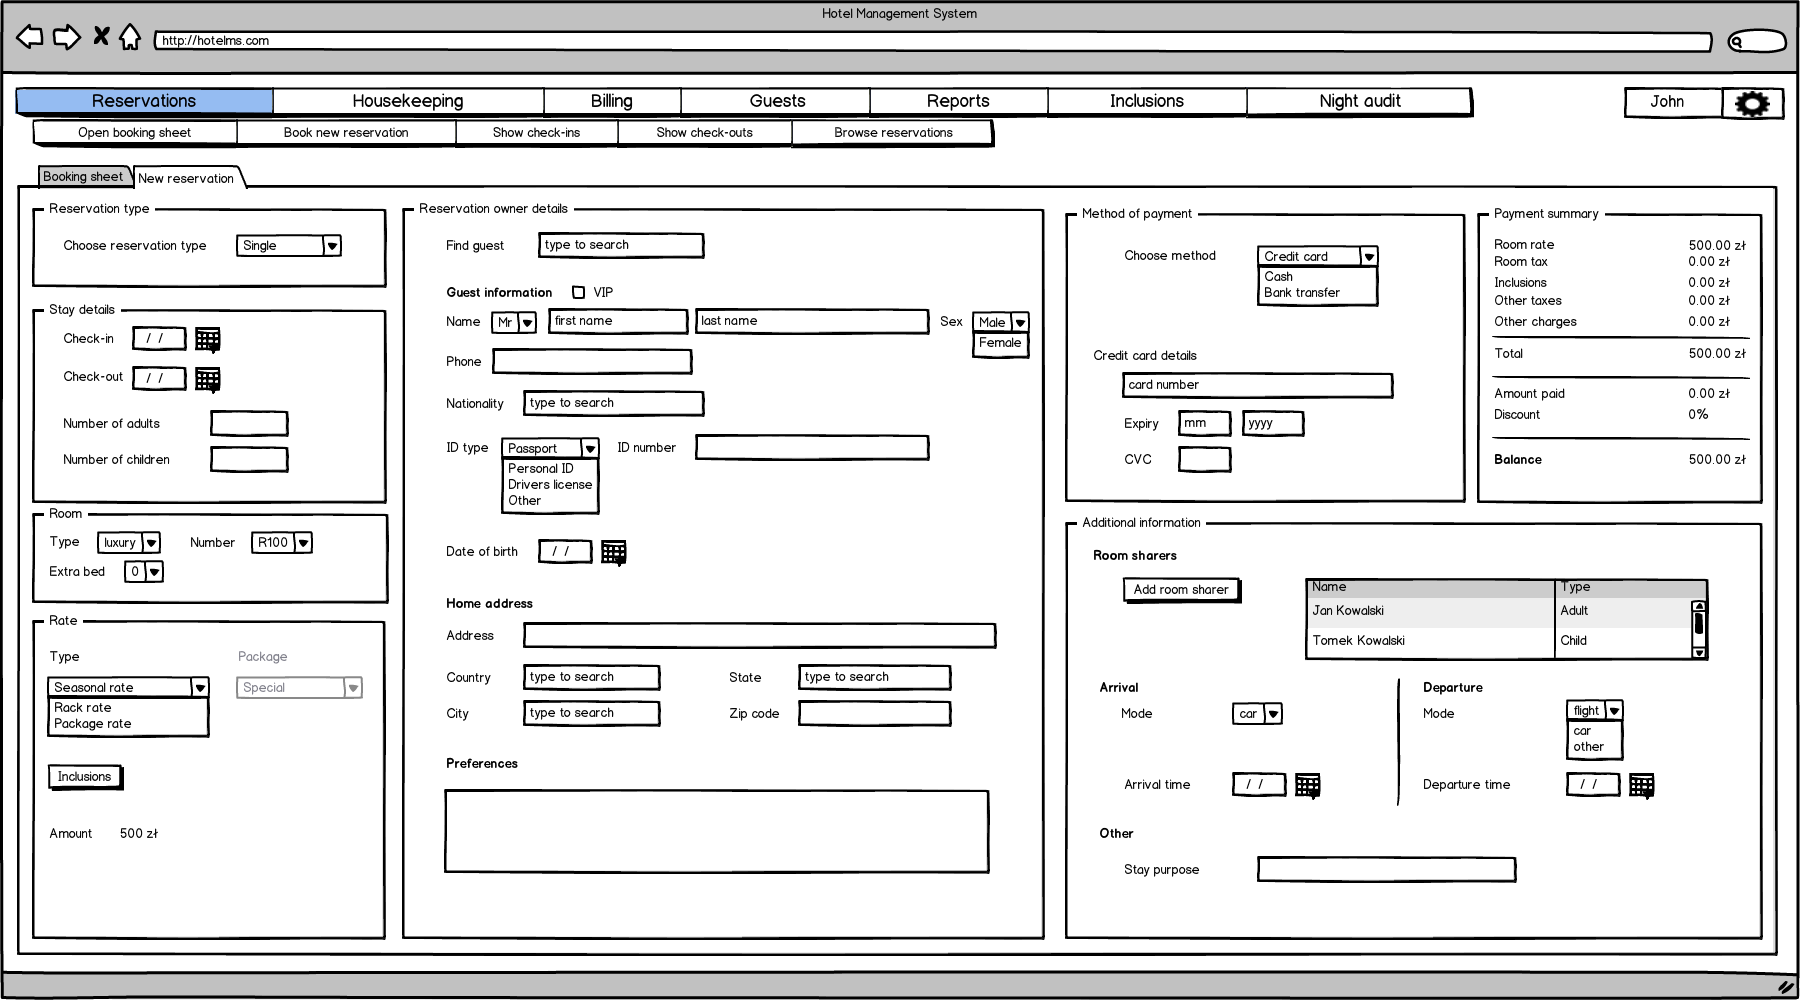 Hotel Management System
http://hotelms.com
Reservations Housekeeping Billing Guests Reports Inclusions Night audit John
Open booking sheet Book new reservation Show check-ins Show check-outs Browse reservations
Booking sheet New reservation
Reservation type
Choose reservation type Single
Stay details
Check-in / /
Check-out / /
Number of adults
Number of children
Room
Type luxury Number R100
Extra bed 0
Rate
Type Package
Seasonal rate Special
Rack rate
Package rate
Inclusions
Amount 500 zł
Reservation owner details
Find guest type to search
Guest information VIP
Name Mr first name last name Sex Male
Female
Phone
Nationality type to search
ID type Passport ID number
Personal ID
Drivers license
Other
Date of birth / /
Home address
Address
Country type to search State type to search
City type to search Zip code
Preferences
Method of payment
Choose method Credit card
Cash
Bank transfer
Credit card details
card number
Expiry mm yyyy
CVC
Payment summary
Room rate 500.00 zł
Room tax 0.00 zł
Inclusions 0.00 zł
Other taxes 0.00 zł
Other charges 0.00 zł
Total 500.00 zł
Amount paid 0.00 zł
Discount 0%
Balance 500.00 zł
Additional information
Room sharers
Add room sharer
Name Type
Jan Kowalski Adult
Tomek Kowalski Child
Arrival
Mode car
Arrival time / /
Departure
Mode flight
car
other
Departure time / /
Other
Stay purpose